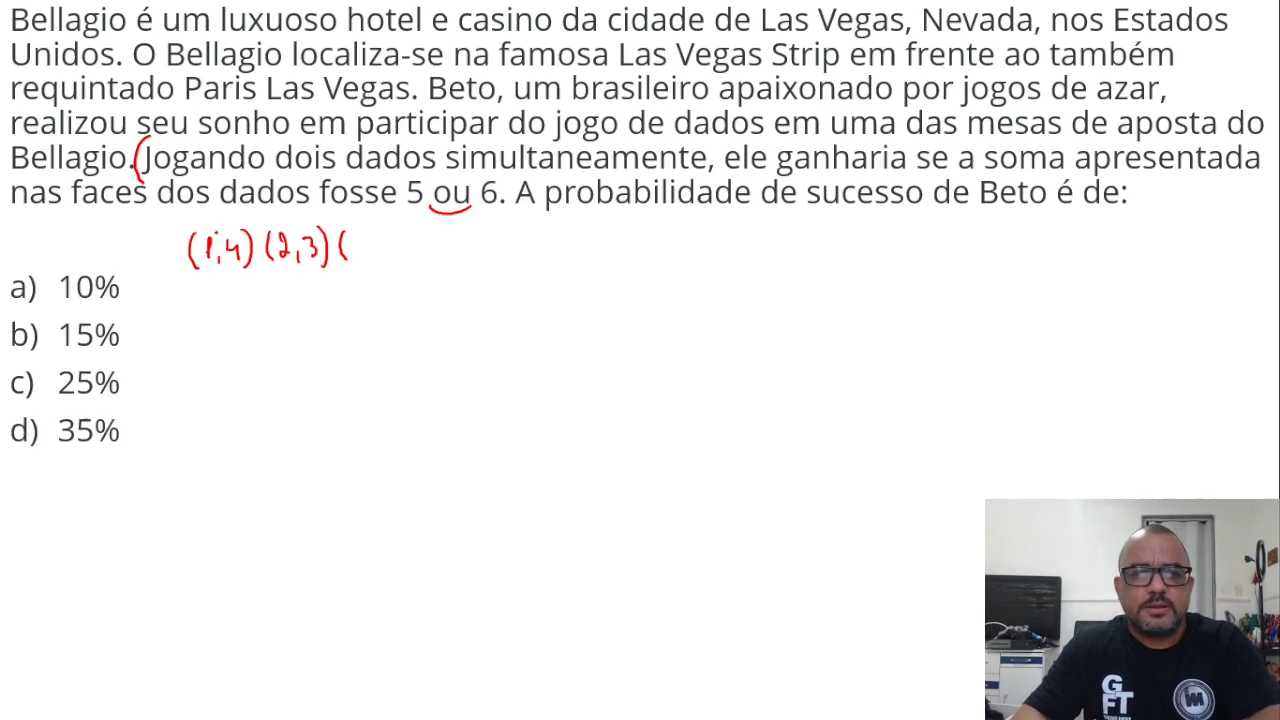 Bellagio é um luxuoso hotel e casino da cidade de Las Vegas, Nevada, nos Estados
Unidos. O Bellagio localiza-se na famosa Las Vegas Strip em frente ao também
requintado Paris Las Vegas. Beto, um brasileiro apaixonado por jogos de azar,
realizou seu sonho em participar do jogo de dados em uma das mesas de aposta do
Bellagio. (Jogando dois dados simultaneamente, ele ganharia se a soma apresentada
nas faces dos dados fosse 5 ou 6. A probabilidade de sucesso de Beto é de:
(1,4) (2,3) (
a) 10%
b) 15%
c) 25%
d) 35%
GFT
im